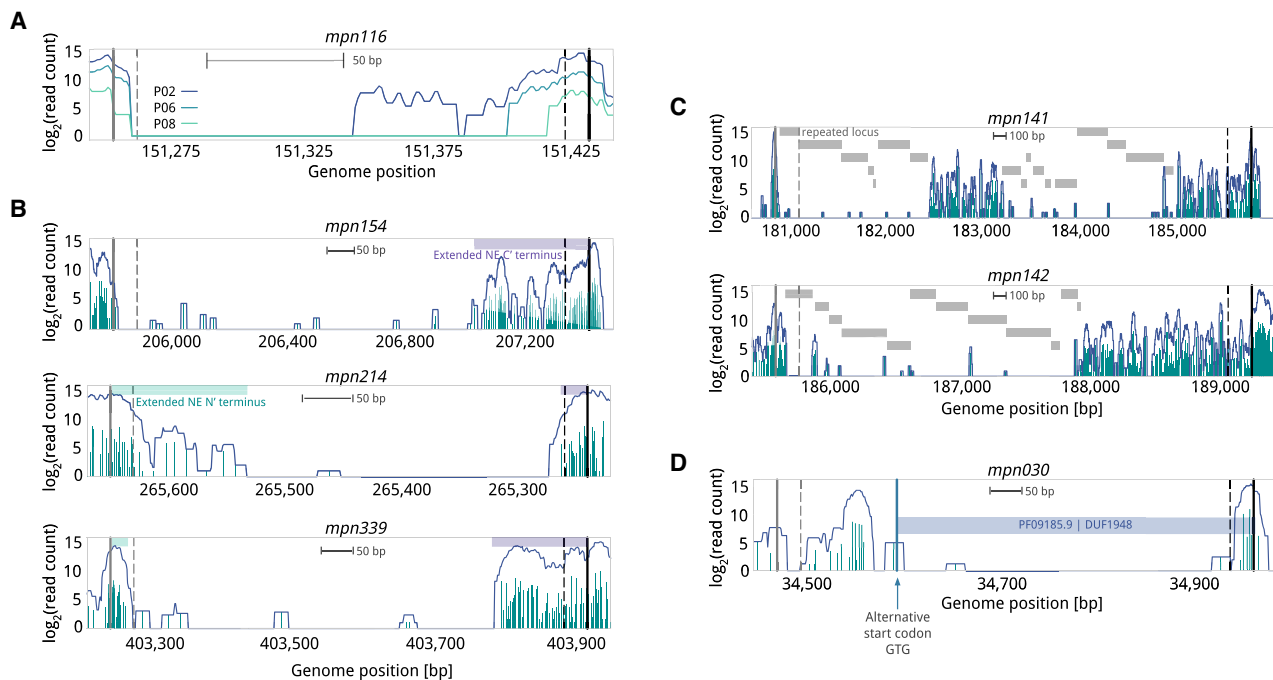 A
mpn116
log2(read count)
15
10
5
0
50 bp
P02
P06
P08
151,275
151,325
151,375
151,425
Genome position
B
mpn154
log2(read count)
15
10
5
0
50 bp
Extended NE C' terminus
206,000
206,400
206,800
207,200
mpn214
log2(read count)
15
10
5
0
Extended NE N' terminus
50 bp
265,600
265,500
265,400
265,300
mpn339
log2(read count)
15
10
5
0
50 bp
403,300
403,500
403,700
403,900
Genome position [bp]
C
mpn141
log2(read count)
15
10
5
0
repeated locus
100 bp
181,000
182,000
183,000
184,000
185,000
mpn142
log2(read count)
15
10
5
0
100 bp
186,000
187,000
188,000
189,000
Genome position [bp]
D
mpn030
log2(read count)
15
10
5
0
50 bp
PF09185.9 | DUF1948
34,500
34,700
34,900
Genome position [bp]
Alternative
start codon
GTG